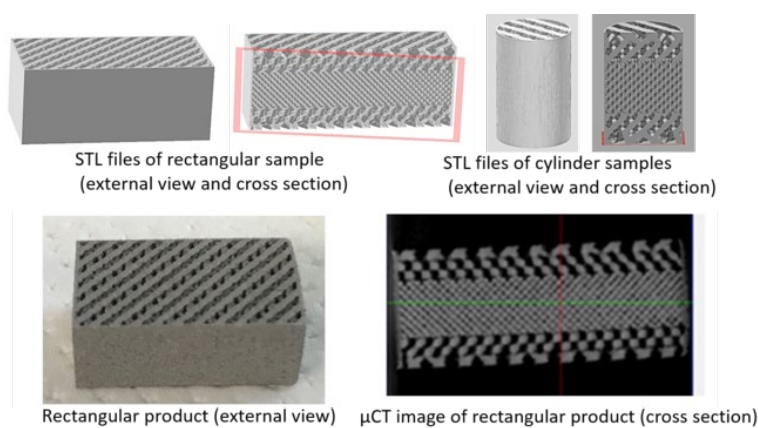 STL files of rectangular sample
(external view and cross section)
STL files of cylinder samples
(external view and cross section)
Rectangular product (external view)
µCT image of rectangular product (cross section)